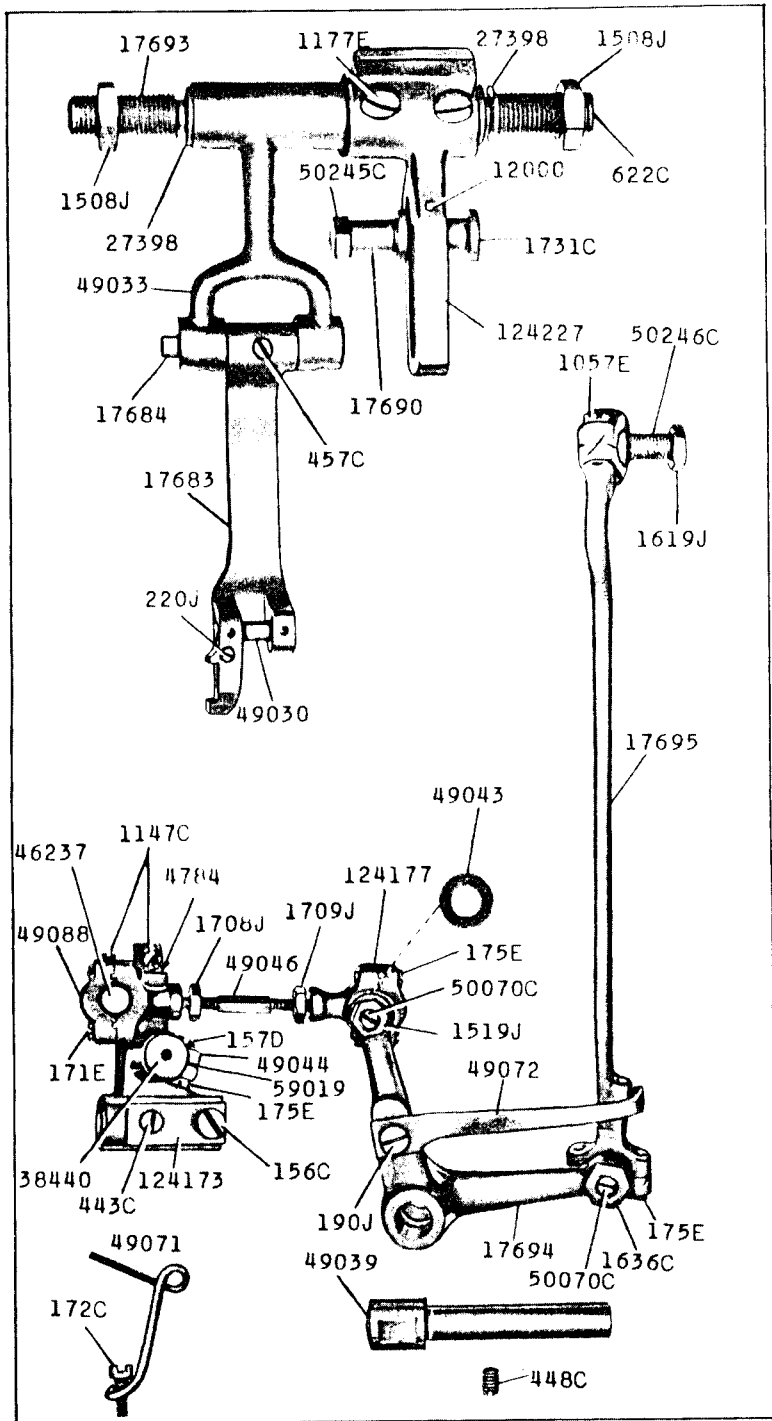 17693
1177E
27398
1508J
1508J
27398
50245C
12000
622C
1731C
49033
124227
50246C
1057E
17684
17690
457C
17683
1619J
220J
49030
17695
49043
1147C
46237
4784
124177
1709J
1708J
49088
49046
175E
50070C
157D
1519J
171E
49044
59019
49072
175E
38440
124173
156C
443C
190J
175E
49071
17694
1636C
49039
50070C
172C
448C